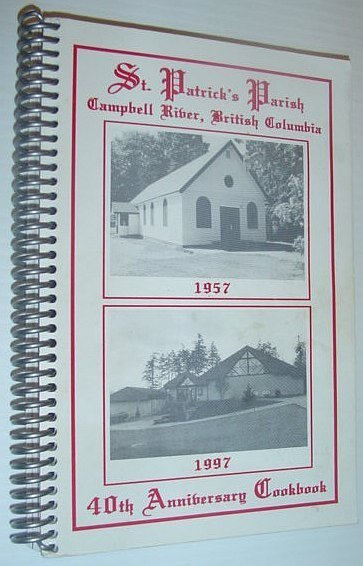 St. Patrick's Parish
Campbell River, British Columbia
1957
1997
40th Anniversary Cookbook